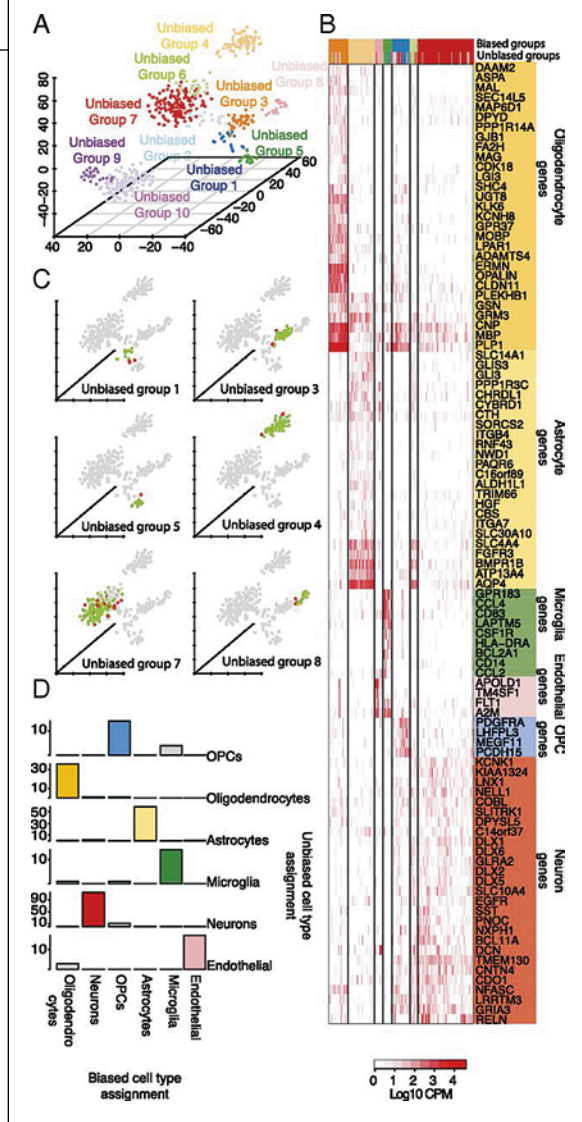 A
Unbiased
Group 4
Unbiased
Group 6
Unbiased
Group 8
Unbiased
Group 7
Unbiased
Group 3
Unbiased
Group 2
Unbiased
Group 5
Unbiased
Group 9
Unbiased
Group 1
Unbiased
Group 10
80
60
40
20
0
−20
−40
40
20
0
−20
−40
−60
−40
−20
0
20
40
60
B
Biased groups
Unbiased groups
DAAM2
ASPA
MAL
SEC14L5
MAP6D1
DPYD
PPP1R14A
GJB1
FA2H
MAG
CDK18
LGI3
SHC4
UGT8
KLK6
KCNH8
GPR37
MOBP
LPAR1
ADAMTS4
ERMN
OPALIN
CLDN11
PLEKHB1
GSN
GRM3
CNP
MBP
PLP1
Oligodendrocyte
genes
SLC14A1
GLIS3
GLI3
PPP1R3C
CHRDL1
CYBRD1
CTH
SORCS2
ITGB4
RNF43
NWD1
PAQR6
C16orf89
ALDH1L1
TRIM66
HGF
CBS
ITGA7
SLC30A10
SLC4A4
FGFR3
BMPR1B
ATP13A4
AQP4
Astrocyte
genes
GPR183
CCL4
CD83
LAPTM5
CSF1R
HLA−DRA
BCL2A1
CD14
CCL2
Microglia
genes
APOLD1
TM4SF1
FLT1
A2M
Endothelial
genes
PDGFRA
LHFPL3
MEGF11
PCDH15
OPC
genes
KCNK1
KIAA1324
LNX1
NELL1
COBL
SLITRK1
DPYSL5
C14orf37
DLX1
DLX6
GLRA2
DLX2
DLX5
SLC10A4
EGFR
SST
PNOC
NXPH1
BCL11A
DCN
TMEM130
CNTN4
CDO1
NFASC
LRRTM3
GRIA3
RELN
Neuron
genes
0 1 2 3 4
Log10 CPM
C
Unbiased group 1
Unbiased group 3
Unbiased group 5
Unbiased group 4
Unbiased group 7
Unbiased group 8
D
10
OPCs
30
10
Oligodendrocytes
50
30
10
Astrocytes
10
Microglia
90
50
10
Neurons
10
Endothelial
Unbiased cell type
assignment
Oligodendro
cytes
Neurons
OPCs
Astrocytes
Microglia
Endothelial
Biased cell type
assignment